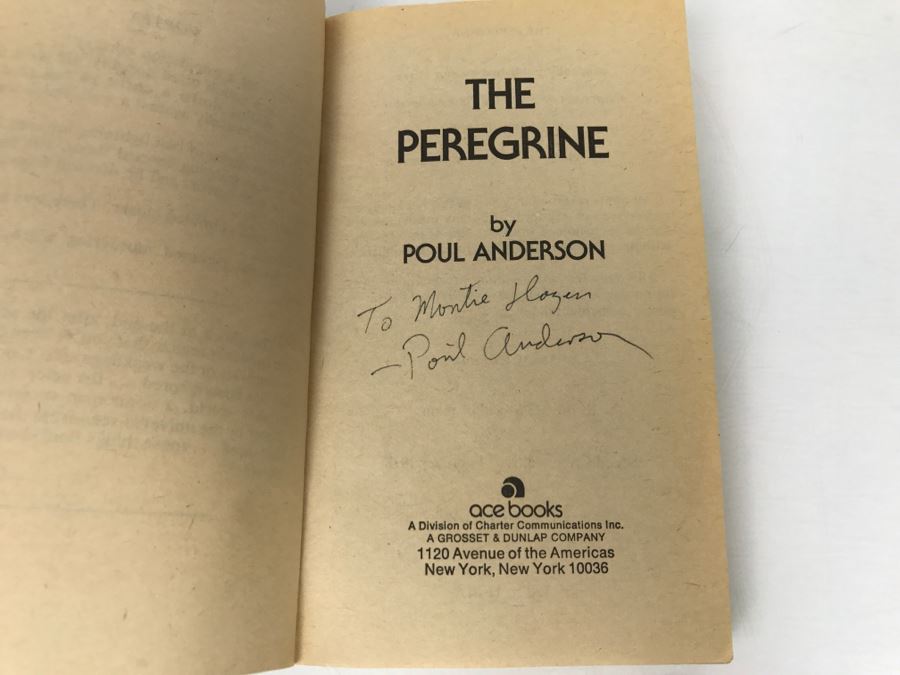 THE
PEREGRINE
by
POUL ANDERSON
To Montie Hagen
— Poul Anderson
ace books
A Division of Charter Communications Inc.
A GROSSET & DUNLAP COMPANY
1120 Avenue of the Americas
New York, New York 10036